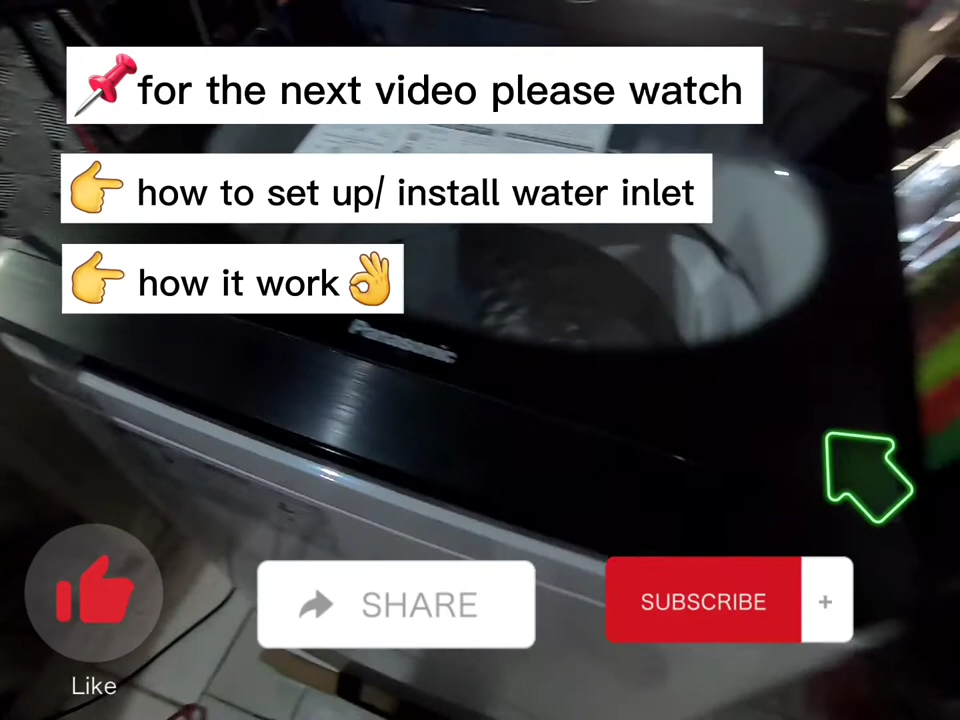 for the next video please watch
how to set up/ install water inlet
how it work
Panasonic
SHARE
SUBSCRIBE +
Like